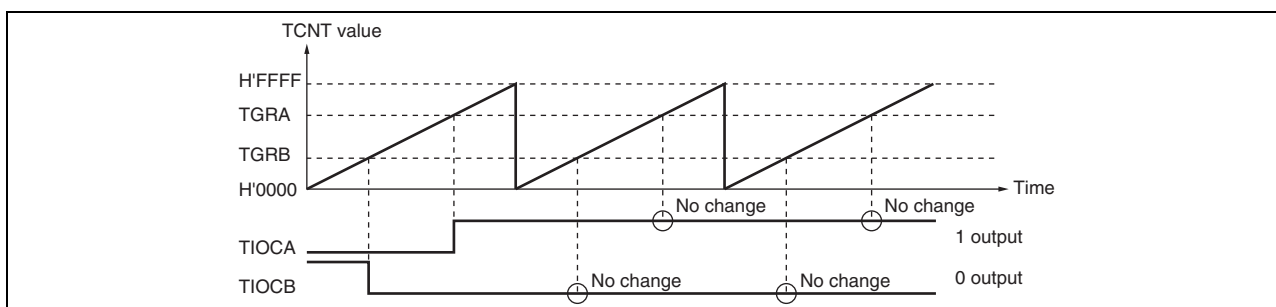 TCNT value
H'FFFF
TGRA
TGRB
H'0000
Time
No change
No change
TIOCA
1 output
No change
No change
TIOCB
0 output